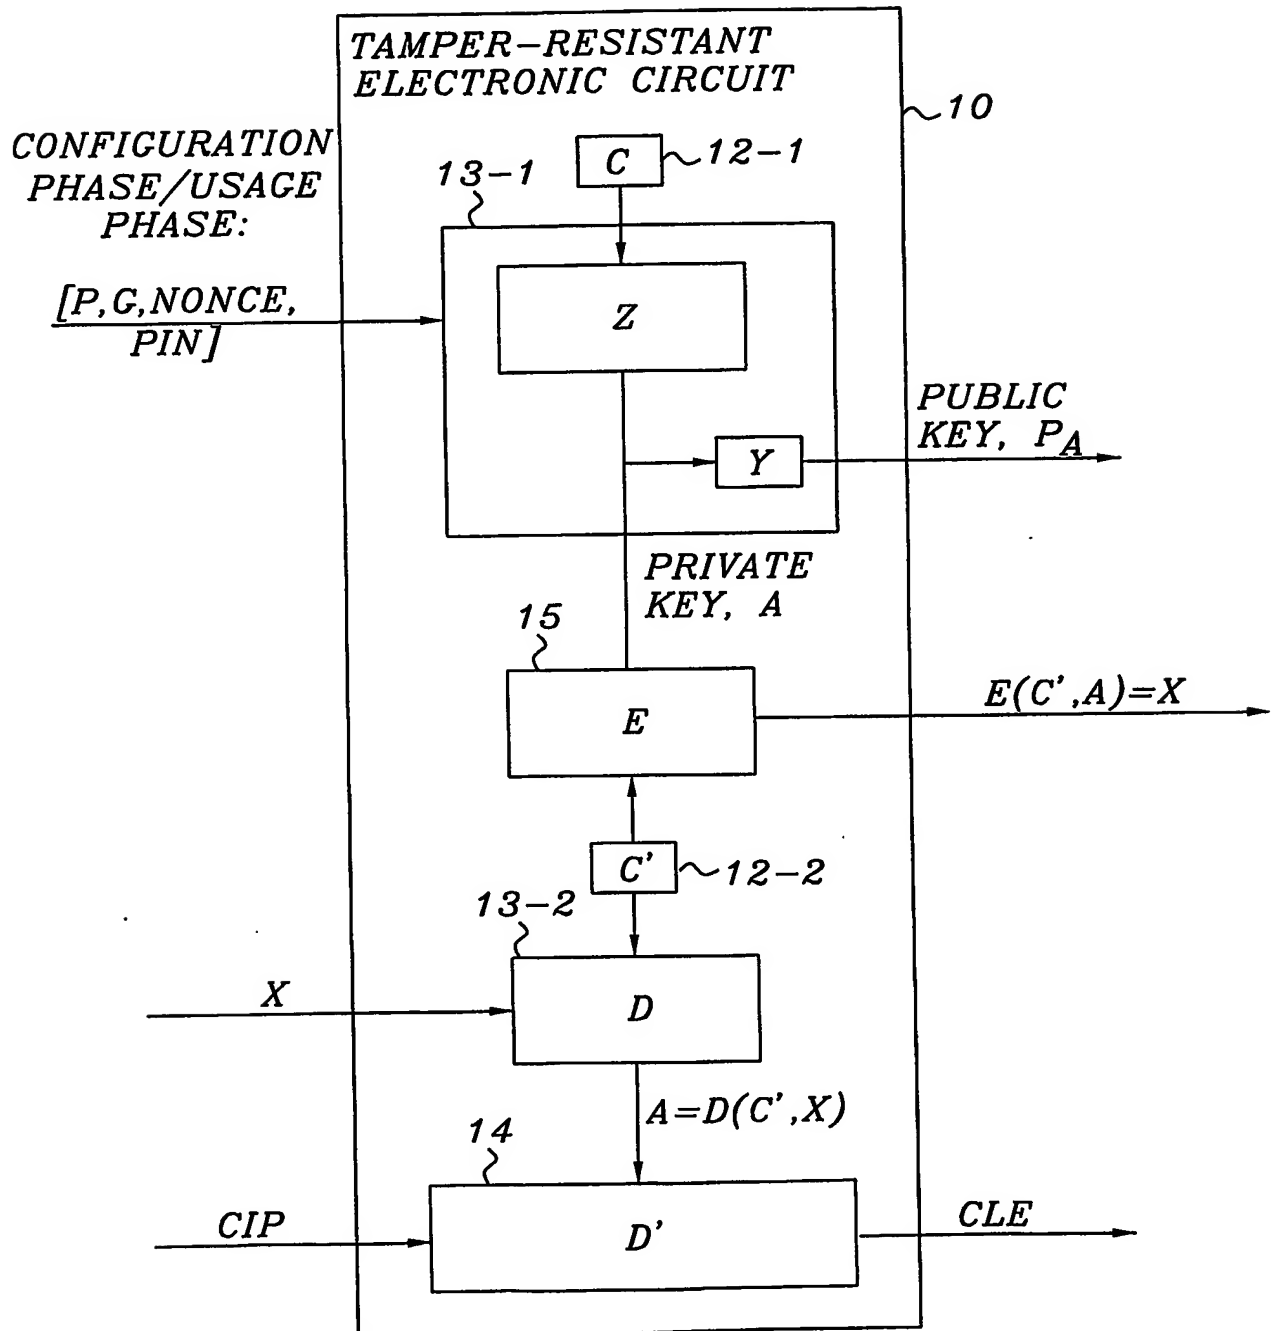 TAMPER-RESISTANT
ELECTRONIC CIRCUIT
10
CONFIGURATION
PHASE/USAGE
PHASE:
C
12-1
13-1
[P,G,NONCE,
PIN]
Z
PUBLIC
KEY, PA
Y
PRIVATE
KEY, A
15
E
E(C',A)=X
C'
12-2
13-2
X
D
A=D(C',X)
14
CIP
D'
CLE